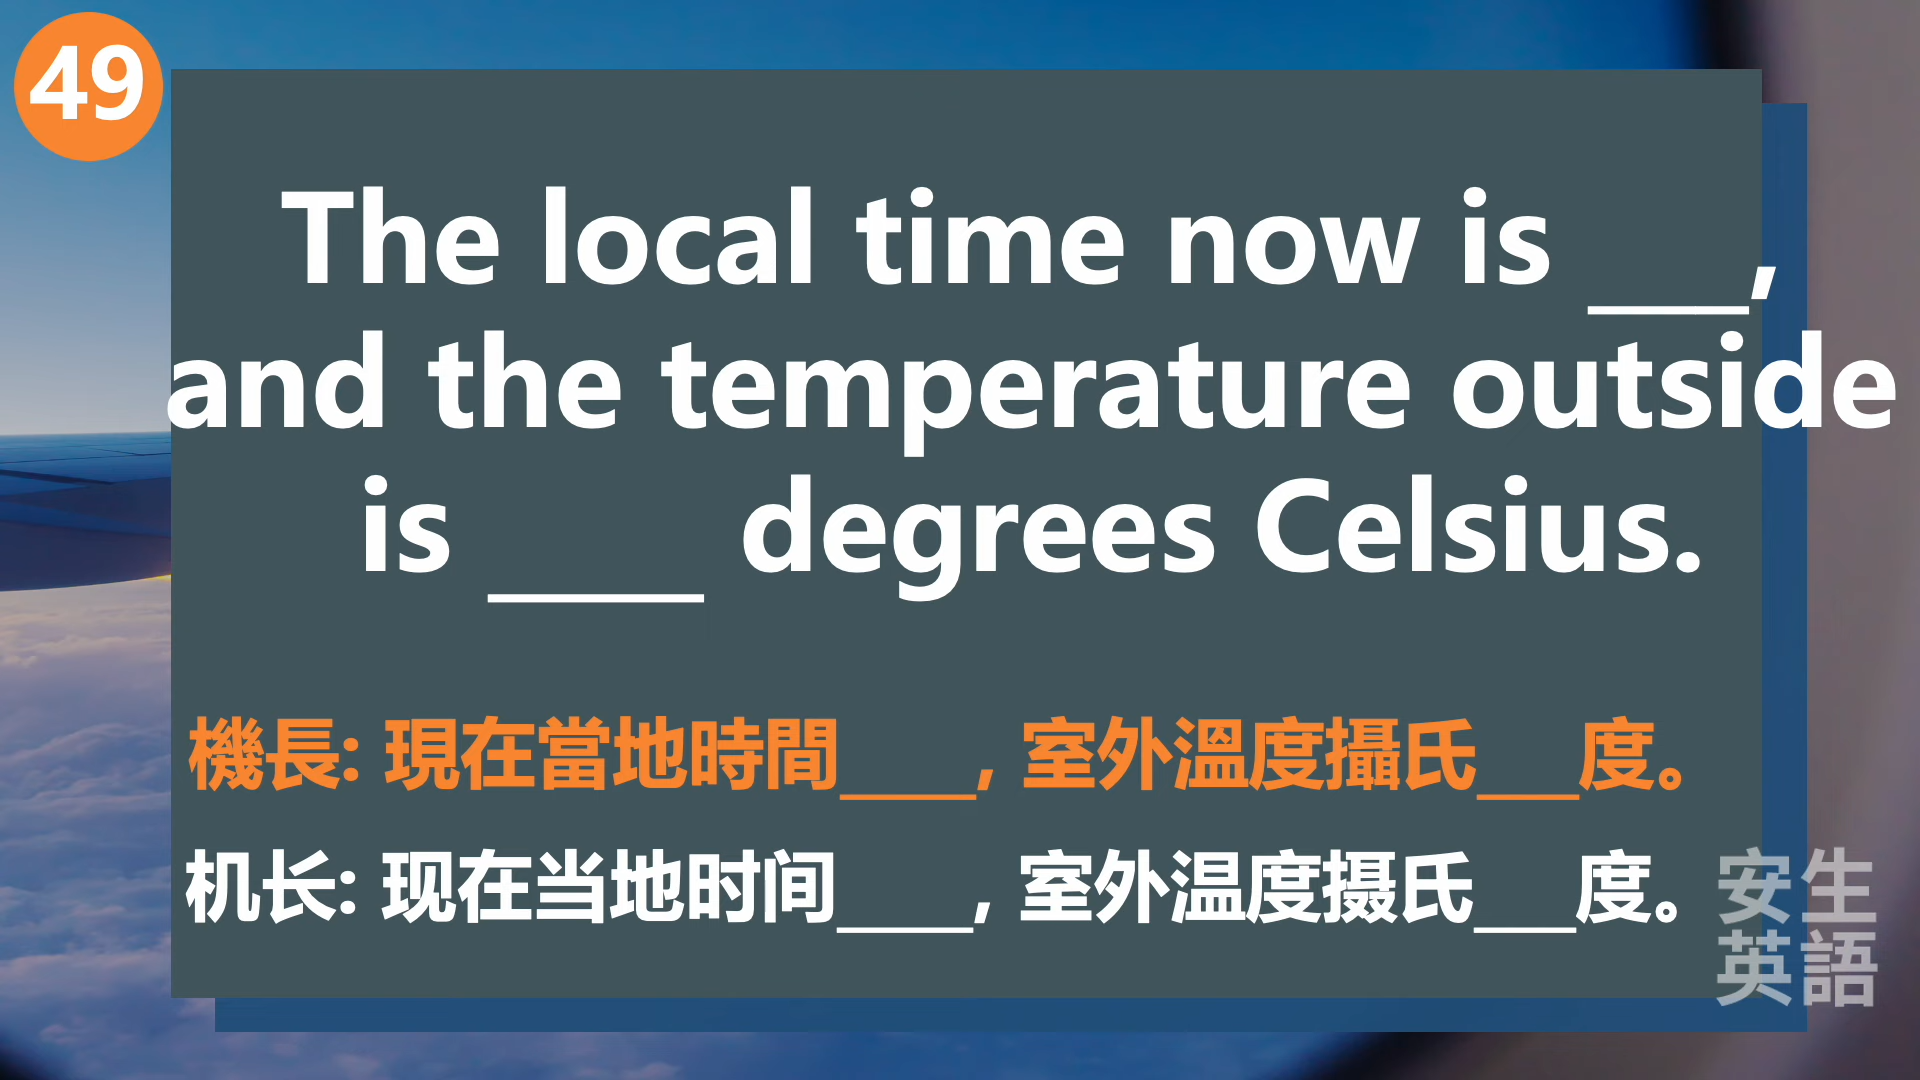 49
The local time now is ___,
and the temperature outside
is ____ degrees Celsius.
機長: 現在當地時間____, 室外溫度攝氏___度。
机长: 现在当地时间____, 室外温度摄氏___度。
安生
英語